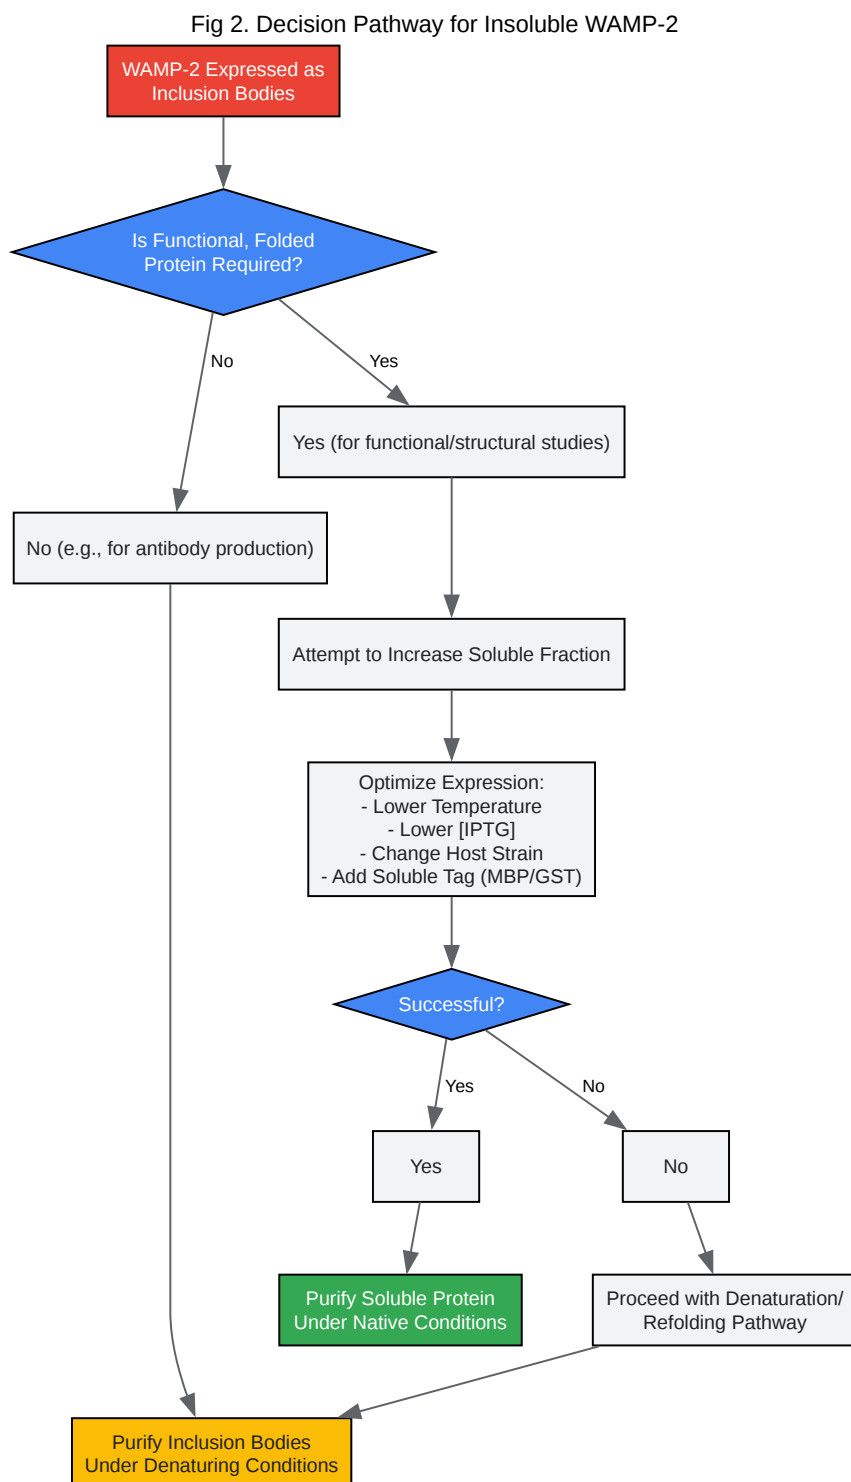 Fig 2. Decision Pathway for Insoluble WAMP-2
WAMP-2 Expressed as
Inclusion Bodies
Is Functional, Folded
Protein Required?
No
Yes
Yes (for functional/structural studies)
No (e.g., for antibody production)
Attempt to Increase Soluble Fraction
Optimize Expression:
- Lower Temperature
- Lower [IPTG]
- Change Host Strain
- Add Soluble Tag (MBP/GST)
Successful?
Yes
No
Yes
No
Purify Soluble Protein
Under Native Conditions
Proceed with Denaturation/
Refolding Pathway
Purify Inclusion Bodies
Under Denaturing Conditions